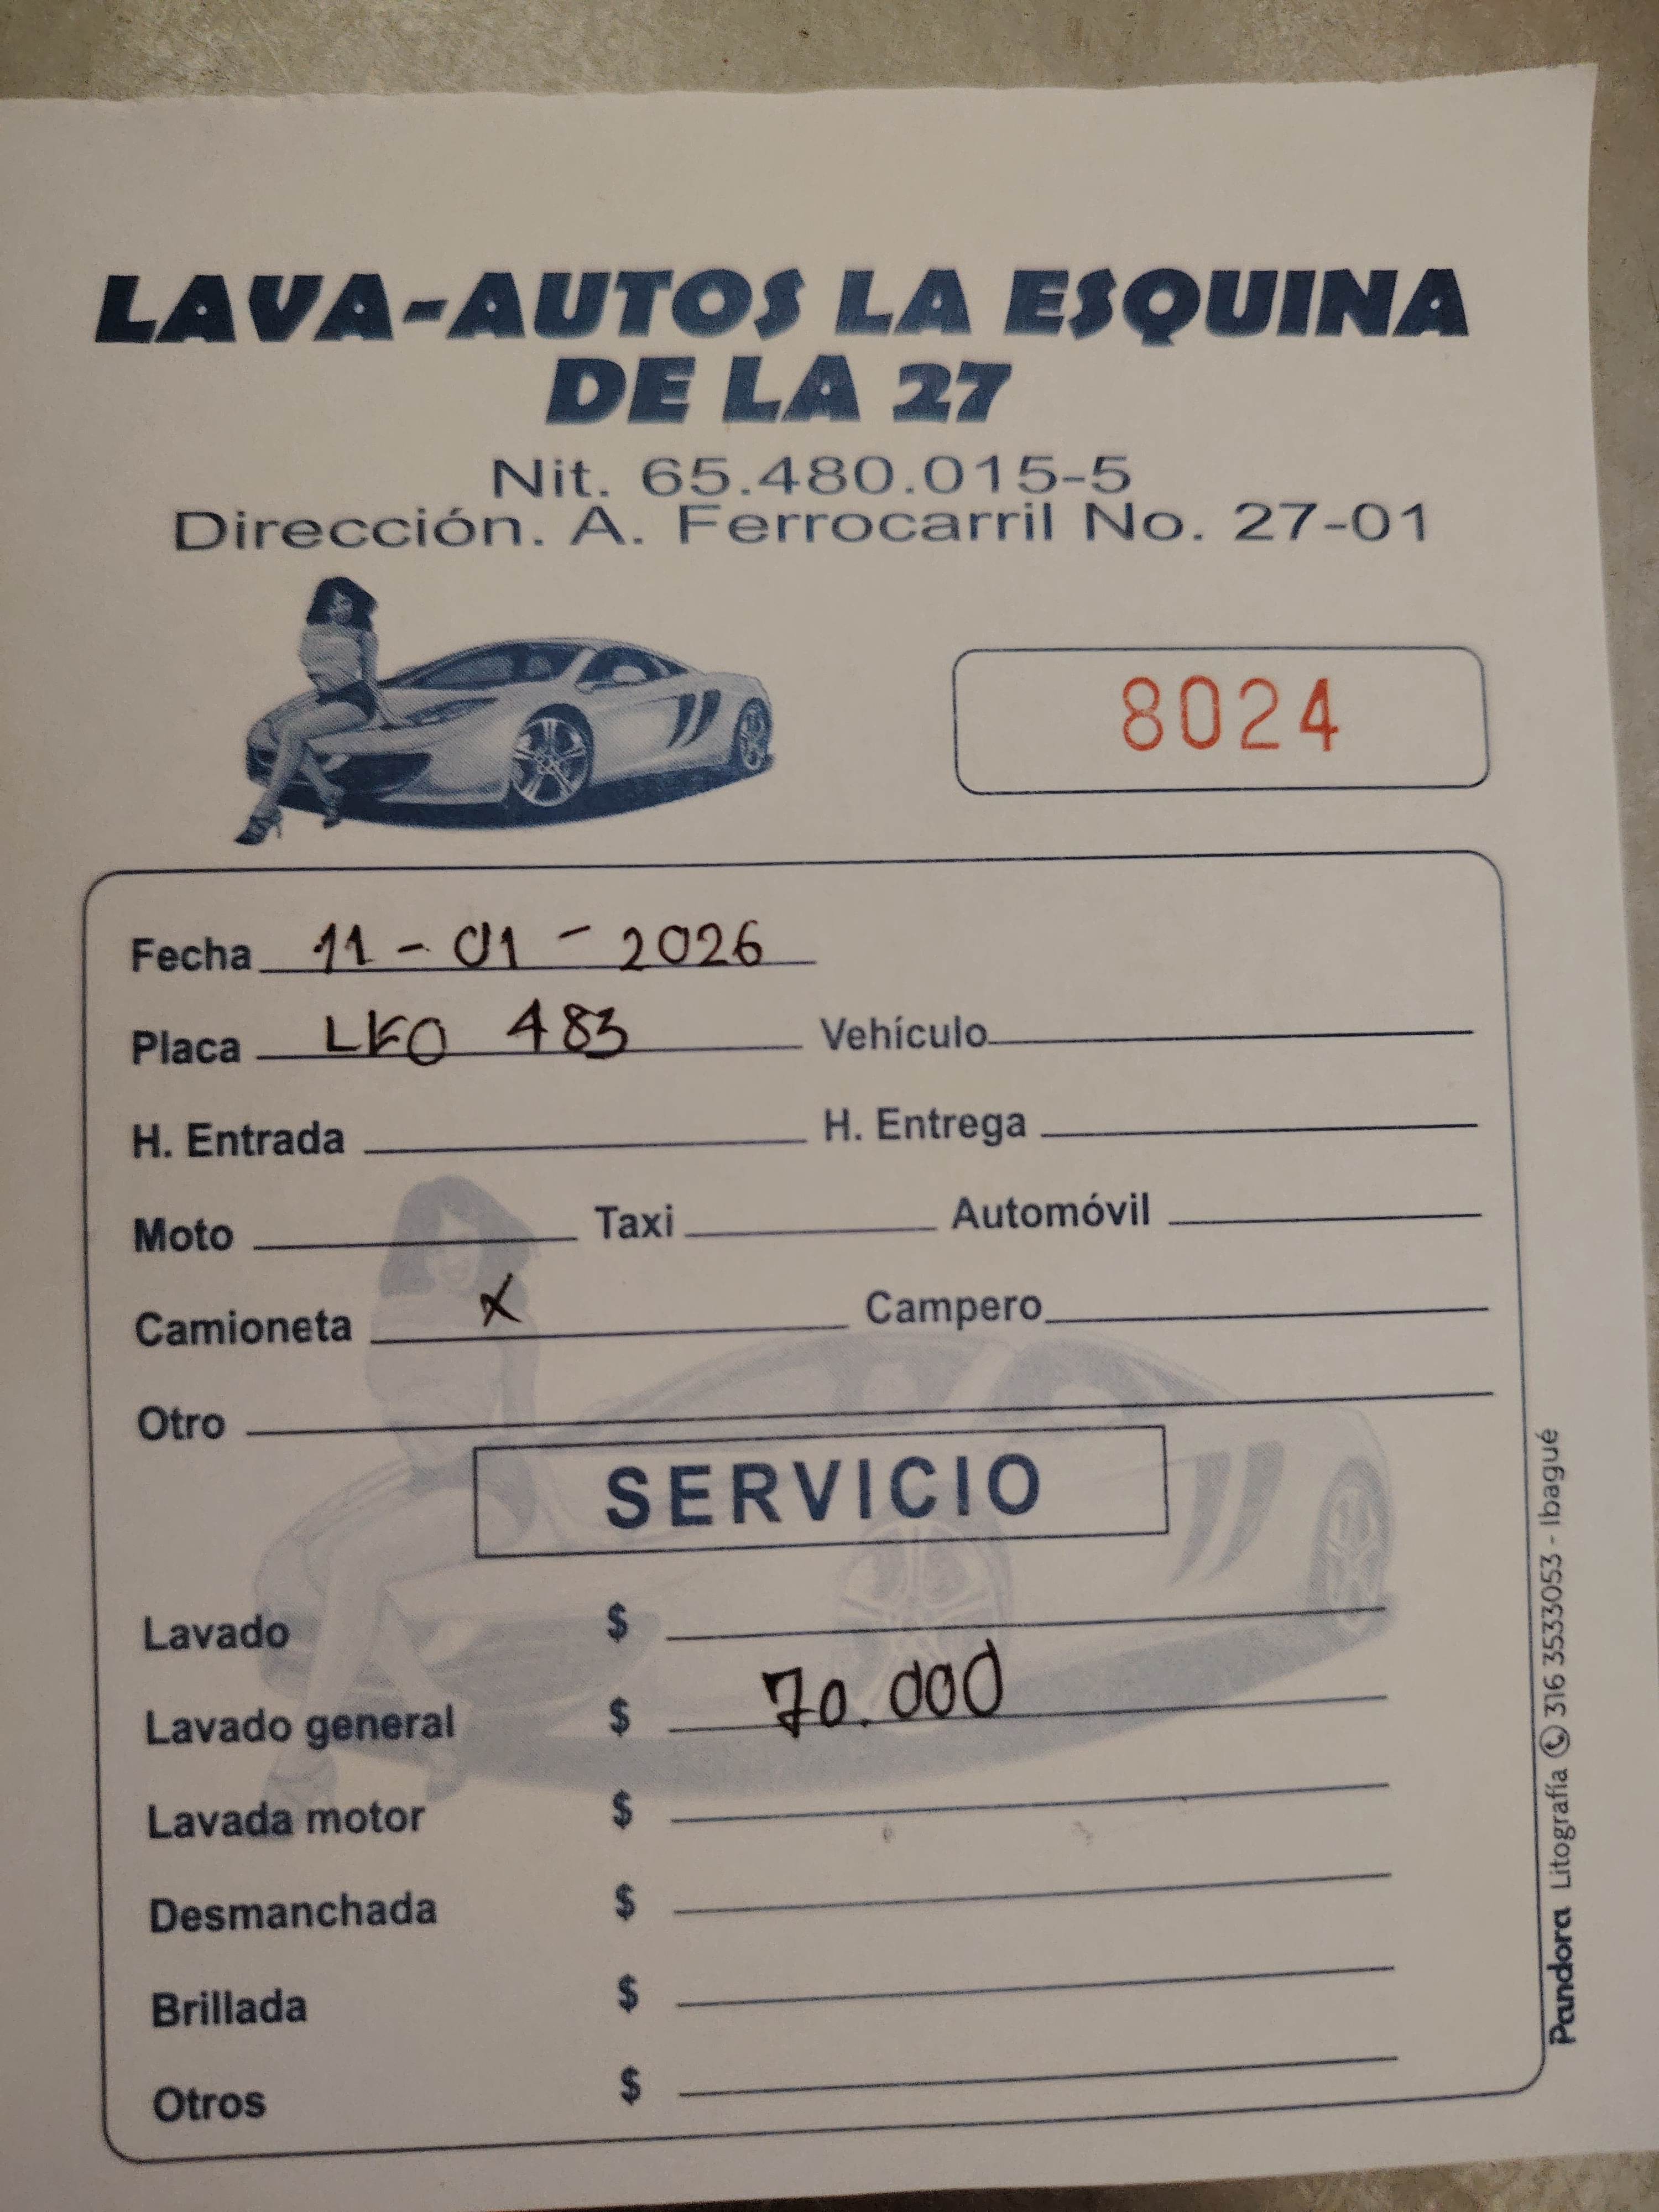 LAVA-AUTOS LA ESQUINA
DE LA 27
Nit. 65.480.015-5
Dirección. A. Ferrocarril No. 27-01
8024
Fecha 11-01-2026
Placa LKO 483 Vehículo
H. Entrada H. Entrega
Moto Taxi Automóvil
Camioneta X Campero
Otro
SERVICIO
Lavado $
Lavado general $ 70.000
Lavada motor $
Desmanchada $
Brillada $
Otros $
Pandora Litografía 316 3533053 - Ibagué